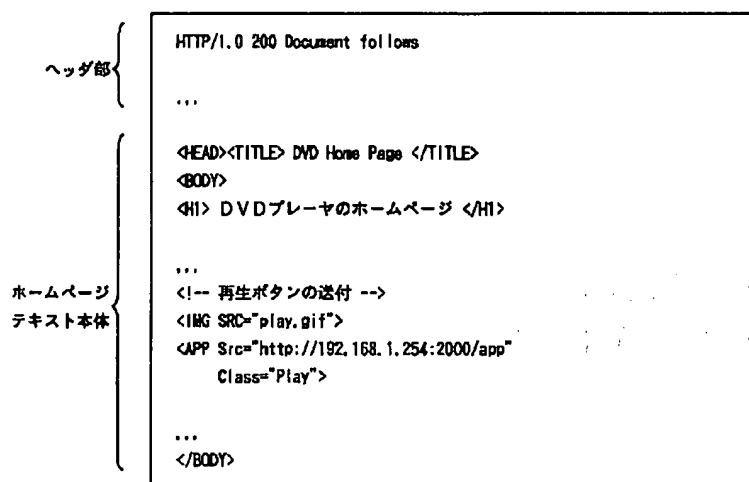 ヘッダ部
HTTP/1.0 200 Document follows
...
ホームページ
テキスト本体
<HEAD><TITLE> DVD Home Page </TITLE>
<BODY>
<H1> DVDプレーヤのホームページ </H1>
...
<!-- 再生ボタンの送付 -->
<IMG SRC="play.gif">
<APP Src="http://192.168.1.254:2000/app"
Class="Play">
...
</BODY>